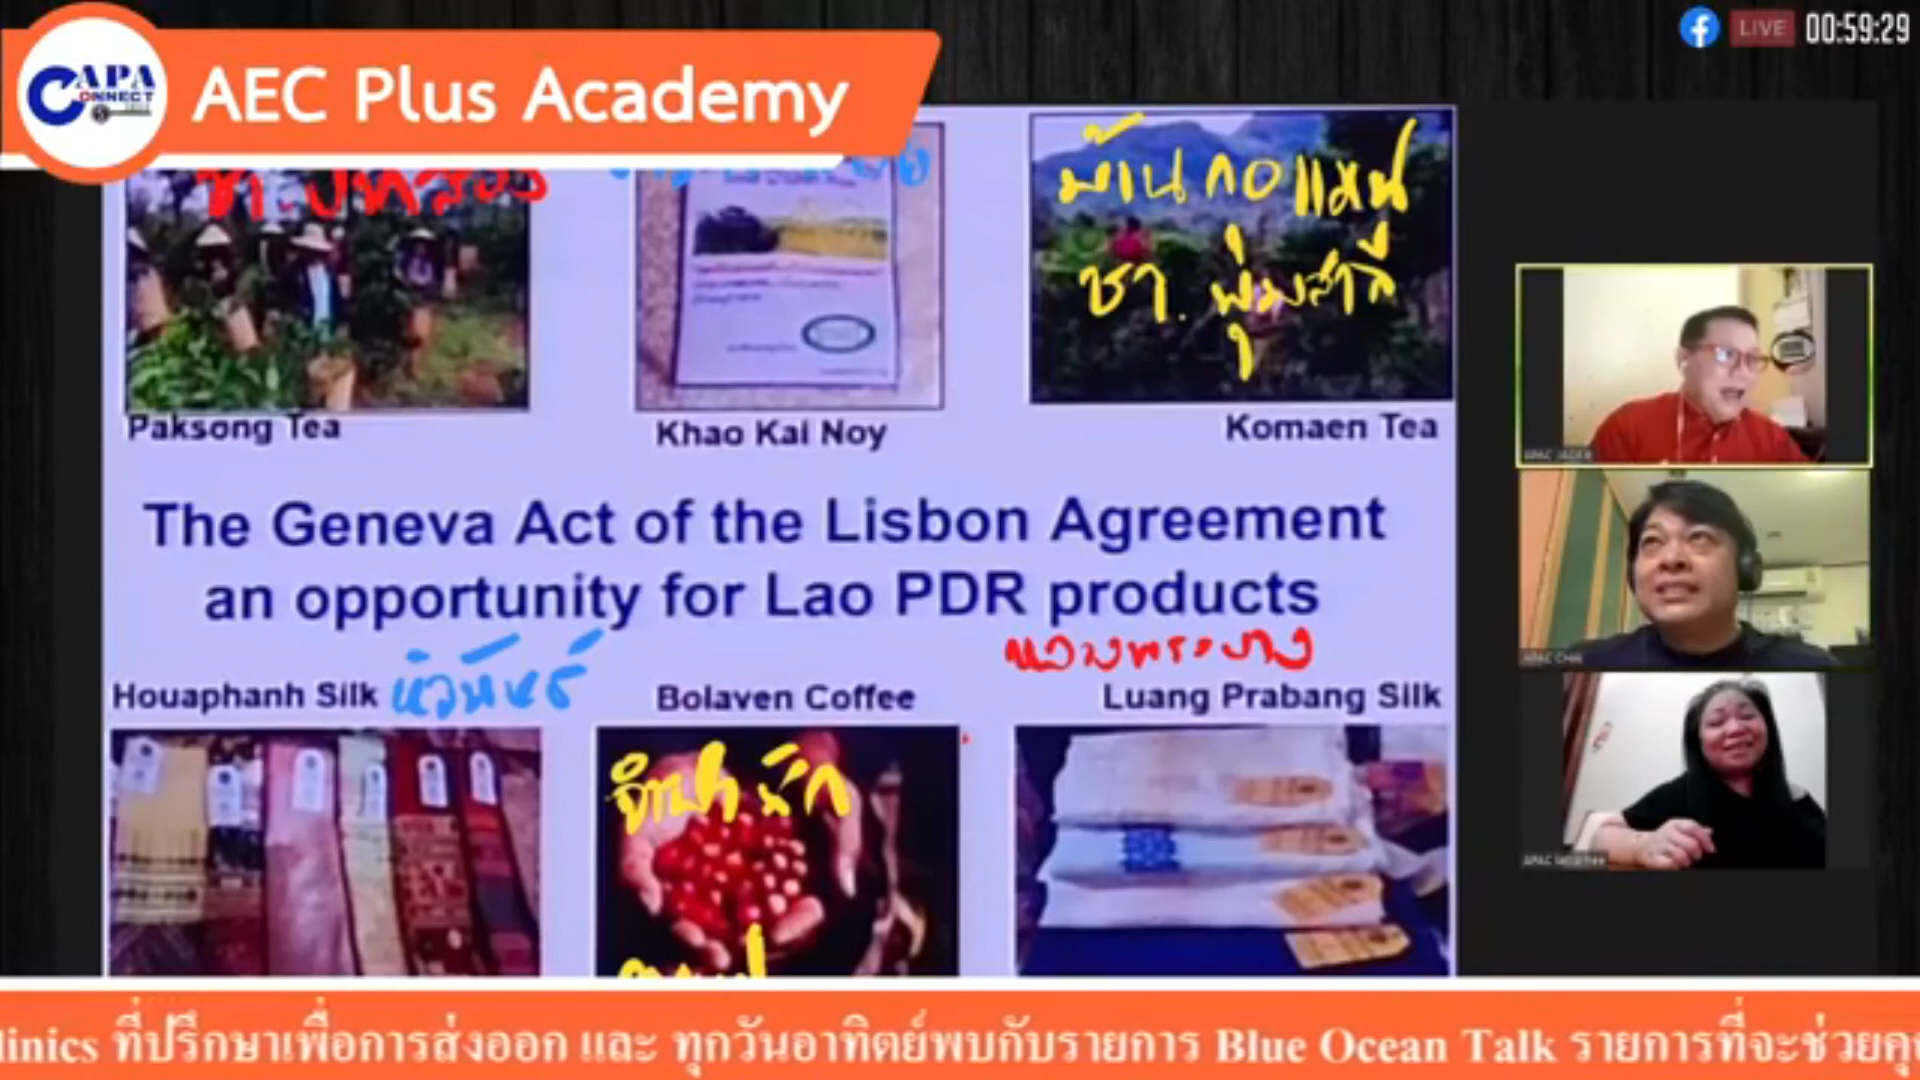 LIVE 00:59:29
APA
CONNECT
AEC Plus Academy
บ้านกอแมน
ชา. พุ่มสาลี
Paksong Tea
Khao Kai Noy
Komaen Tea
The Geneva Act of the Lisbon Agreement
an opportunity for Lao PDR products
หลวงพระบาง
Houaphanh Silk หัวพันธ์
Bolaven Coffee
Luang Prabang Silk
linics ที่ปรึกษาเพื่อการส่งออก และ ทุกวันอาทิตย์พบกับรายการ Blue Ocean Talk รายการที่จะช่วยคุ